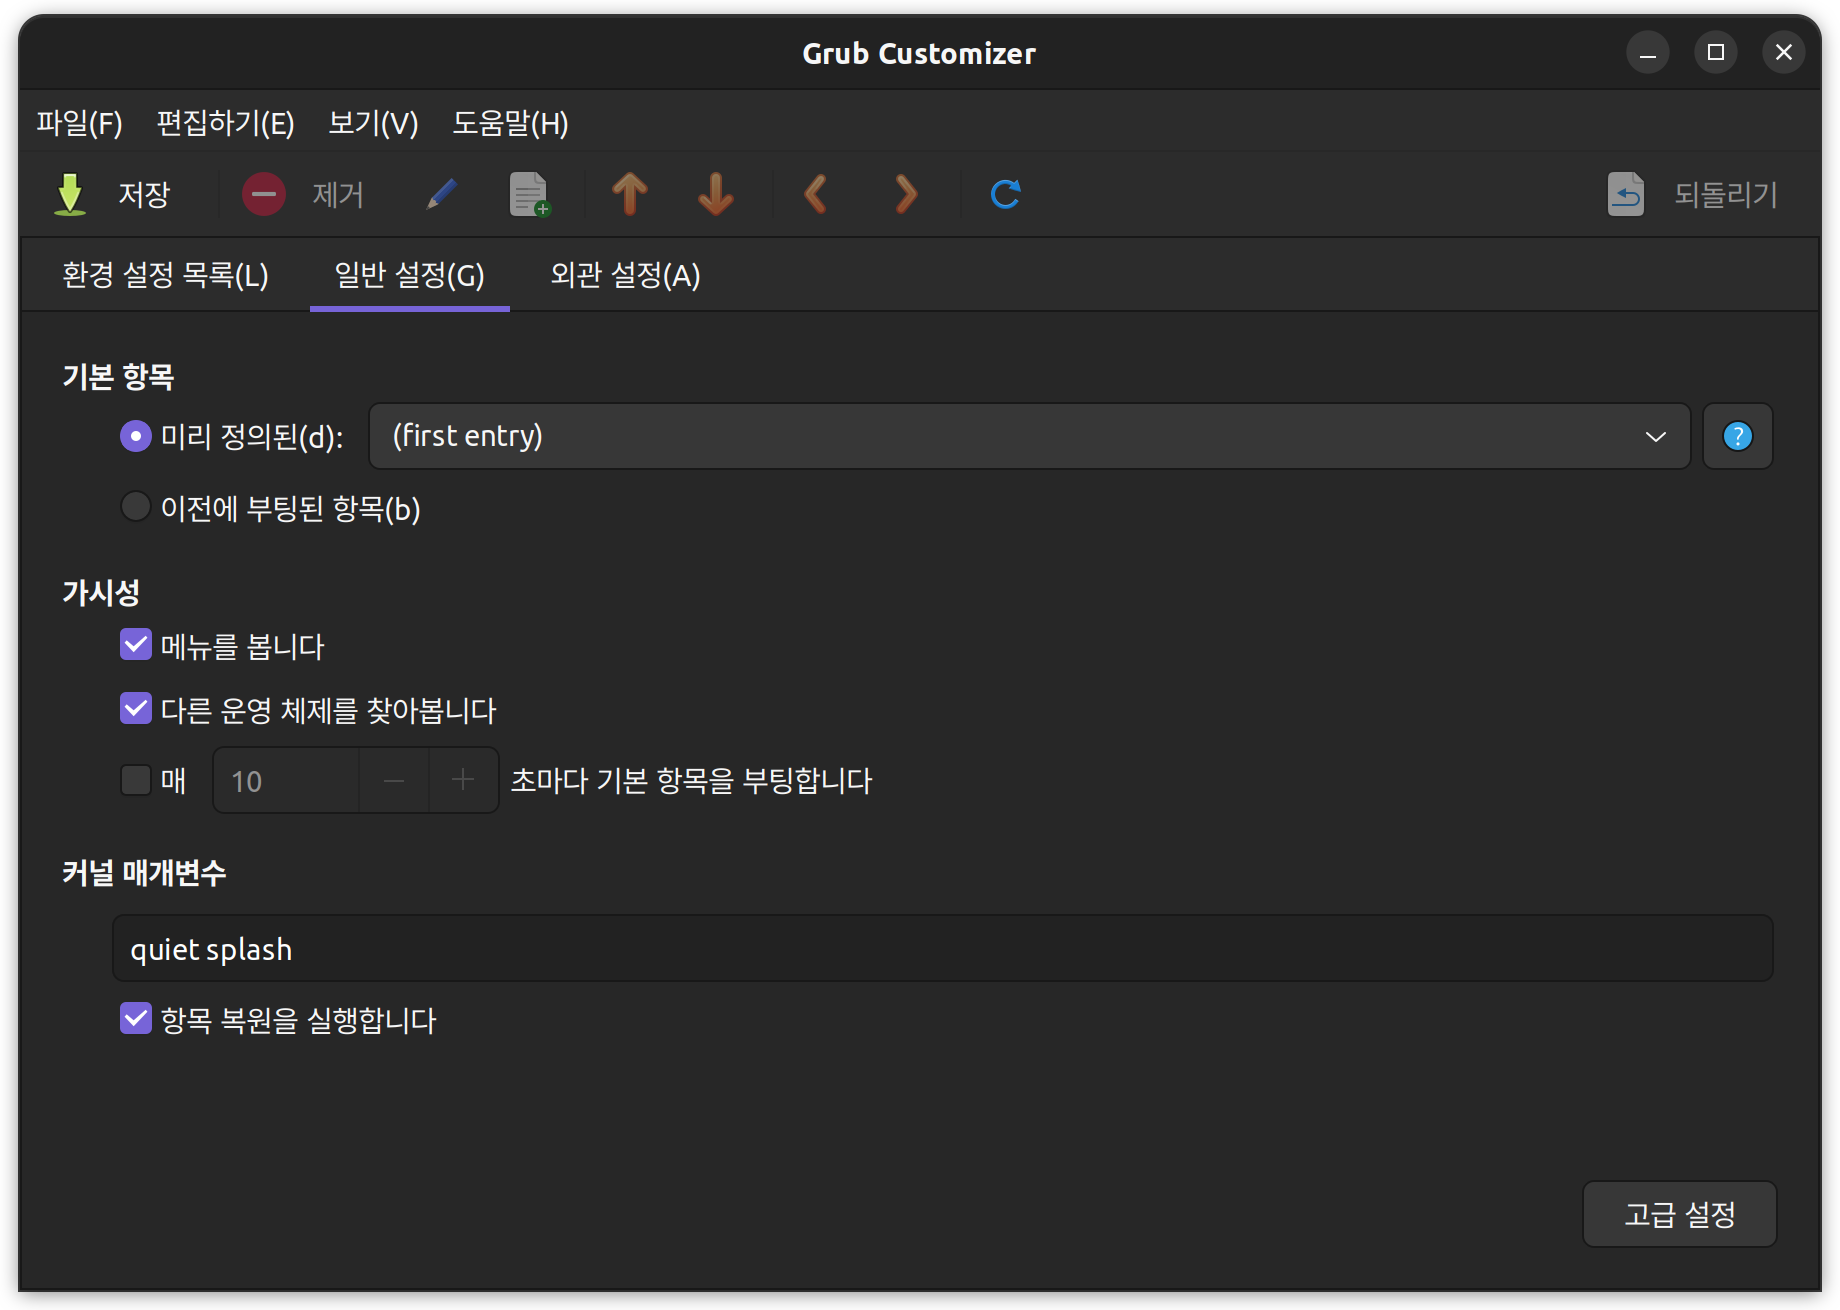 Grub Customizer
파일(F) 편집하기(E) 보기(V) 도움말(H)
저장 제거 되돌리기
환경 설정 목록(L) 일반 설정(G) 외관 설정(A)
기본 항목
미리 정의된(d): (first entry) ?
이전에 부팅된 항목(b)
가시성
메뉴를 봅니다
다른 운영 체제를 찾아봅니다
매 10 초마다 기본 항목을 부팅합니다
커널 매개변수
quiet splash
항목 복원을 실행합니다
고급 설정